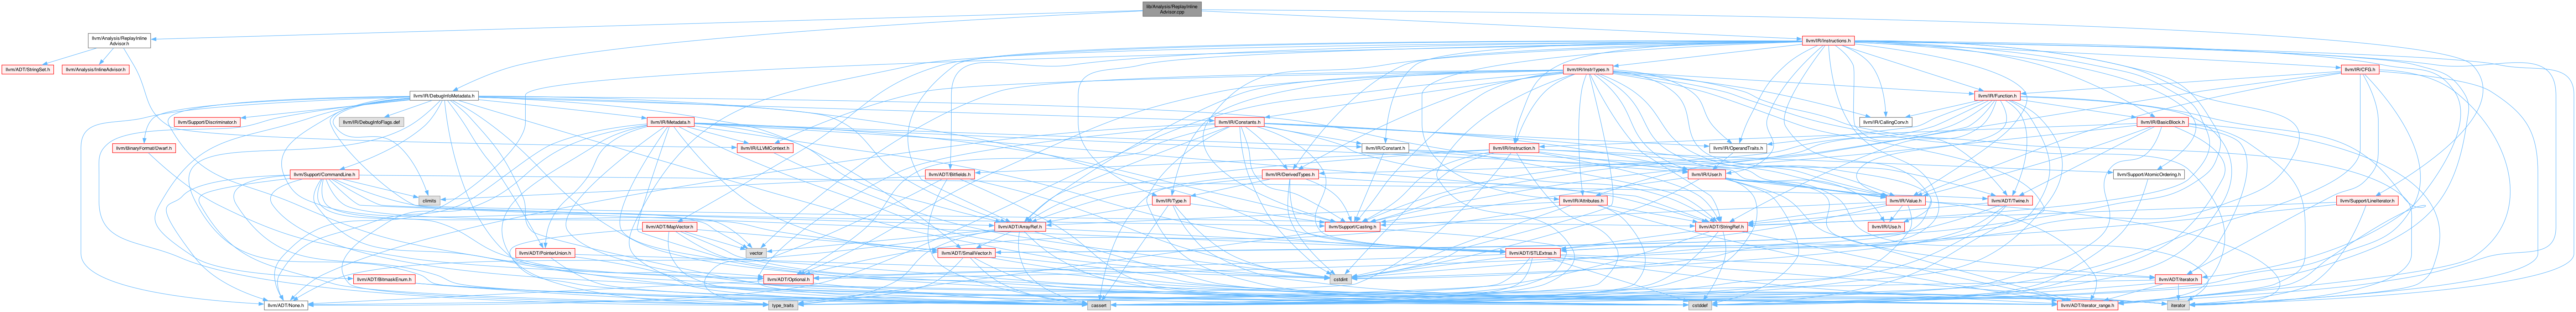 lib/Analysis/ReplayInline
Advisor.cpp
llvm/Analysis/ReplayInline
Advisor.h
llvm/IR/Instructions.h
llvm/ADT/StringSet.h
llvm/Analysis/InlineAdvisor.h
llvm/IR/InstrTypes.h
llvm/IR/CFG.h
llvm/IR/DebugInfoMetadata.h
llvm/IR/Function.h
llvm/Support/Discriminator.h
llvm/IR/DebugInfoFlags.def
llvm/IR/Metadata.h
llvm/IR/Constants.h
llvm/IR/CallingConv.h
llvm/IR/BasicBlock.h
llvm/BinaryFormat/Dwarf.h
llvm/IR/LLVMContext.h
llvm/IR/Constant.h
llvm/IR/Instruction.h
llvm/IR/OperandTraits.h
llvm/Support/CommandLine.h
llvm/ADT/Bitfields.h
llvm/IR/DerivedTypes.h
llvm/IR/User.h
llvm/Support/AtomicOrdering.h
climits
llvm/IR/Type.h
llvm/IR/Attributes.h
llvm/IR/Value.h
llvm/ADT/Twine.h
llvm/Support/LineIterator.h
llvm/ADT/MapVector.h
llvm/ADT/ArrayRef.h
llvm/Support/Casting.h
llvm/ADT/StringRef.h
llvm/IR/Use.h
llvm/ADT/PointerUnion.h
vector
llvm/ADT/SmallVector.h
llvm/ADT/STLExtras.h
llvm/ADT/BitmaskEnum.h
llvm/ADT/Optional.h
cstdint
llvm/ADT/iterator.h
llvm/ADT/None.h
type_traits
cassert
cstddef
llvm/ADT/iterator_range.h
iterator